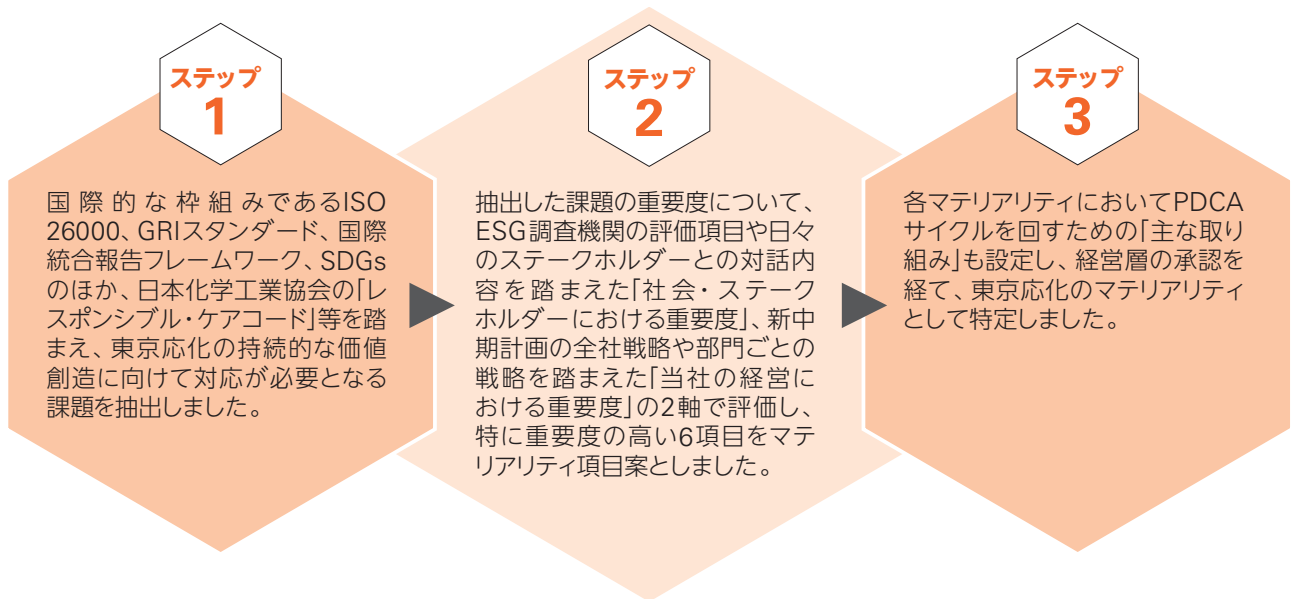 ステップ
1
国際的な枠組みであるISO
26000、GRIスタンダード、国際
統合報告フレームワーク、SDGs
のほか、日本化学工業協会の「レ
スポンシブル・ケアコード」等を踏
まえ、東京応化の持続的な価値
創造に向けて対応が必要となる
課題を抽出しました。
ステップ
2
抽出した課題の重要度について、
ESG調査機関の評価項目や日々
のステークホルダーとの対話内
容を踏まえた「社会・ステーク
ホルダーにおける重要度」、新中
期計画の全社戦略や部門ごとの
戦略を踏まえた「当社の経営に
おける重要度」の2軸で評価し、
特に重要度の高い6項目をマテ
リアリティ項目案としました。
ステップ
3
各マテリアリティにおいてPDCA
サイクルを回すための「主な取り
組み」も設定し、経営層の承認を
経て、東京応化のマテリアリティ
として特定しました。